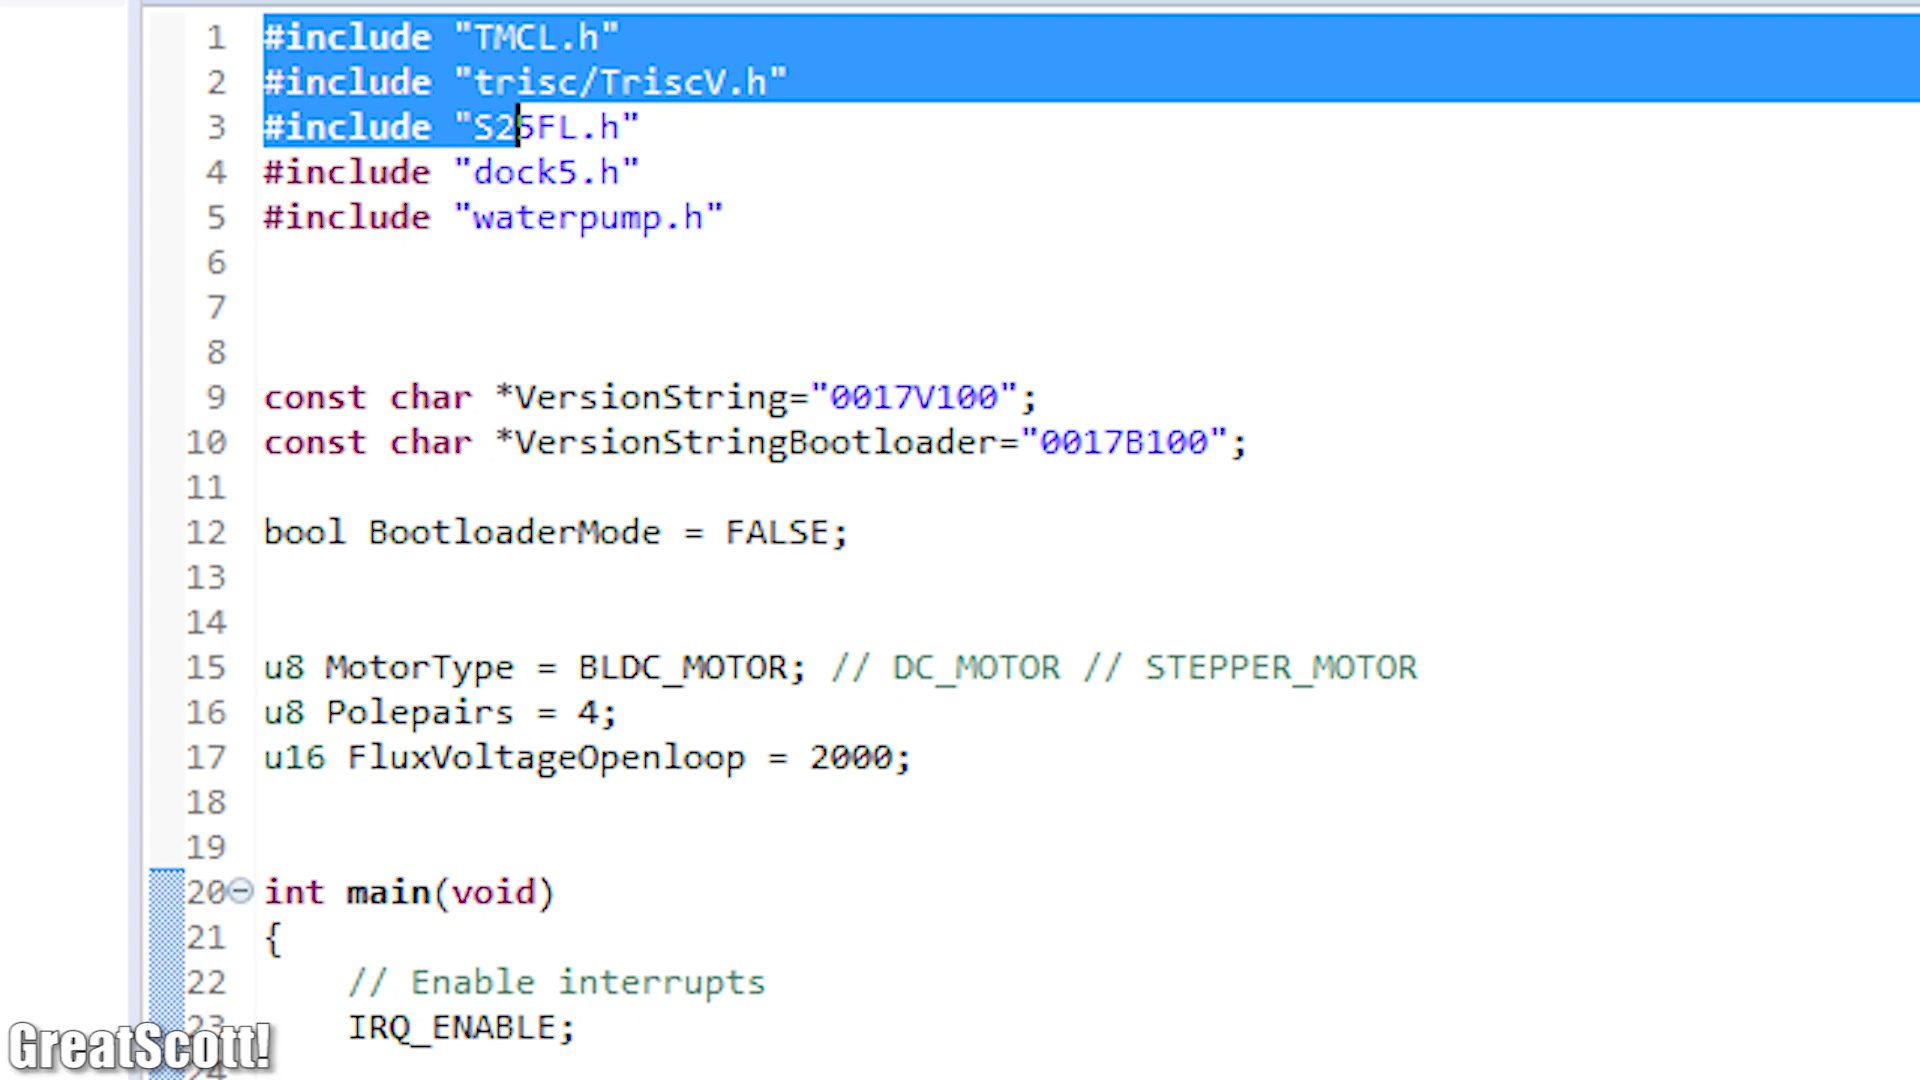 1 #include "TMCL.h"
2 #include "trisc/TriscV.h"
3 #include "S25FL.h"
4 #include "dock5.h"
5 #include "waterpump.h"
6
7
8
9 const char *VersionString="0017V100";
10 const char *VersionStringBootloader="0017B100";
11
12 bool BootloaderMode = FALSE;
13
14
15 u8 MotorType = BLDC_MOTOR; // DC_MOTOR // STEPPER_MOTOR
16 u8 Polepairs = 4;
17 u16 FluxVoltageOpenloop = 2000;
18
19
20 int main(void)
21 {
22 // Enable interrupts
23 IRQ_ENABLE;
24
GreatScott!